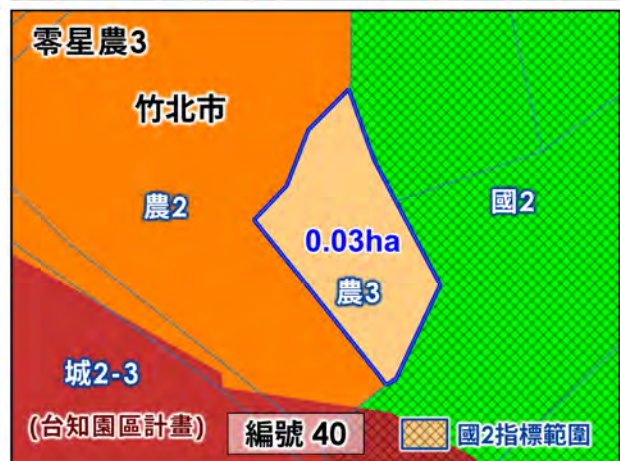 零星農3
竹北市
農2
國2
0.03ha
農3
城2-3
(台知園區計畫)
編號 40
國2指標範圍